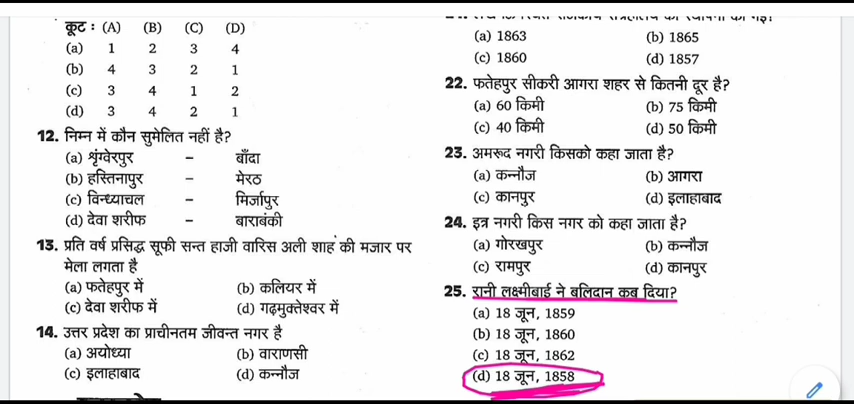 कूट : (A) (B) (C) (D)
(a) 1 2 3 4
(b) 4 3 2 1
(c) 3 4 1 2
(d) 3 4 2 1
12. निम्न में कौन सुमेलित नहीं है?
(a) शृंग्वेरपुर – बाँदा
(b) हस्तिनापुर – मेरठ
(c) विन्ध्याचल – मिर्जापुर
(d) देवा शरीफ – बाराबंकी
13. प्रति वर्ष प्रसिद्ध सूफी सन्त हाजी वारिस अली शाह की मजार पर
मेला लगता है
(a) फतेहपुर में (b) कलियर में
(c) देवा शरीफ में (d) गढ़मुक्तेश्वर में
14. उत्तर प्रदेश का प्राचीनतम जीवन्त नगर है
(a) अयोध्या (b) वाराणसी
(c) इलाहाबाद (d) कन्नौज
(a) 1863 (b) 1865
(c) 1860 (d) 1857
22. फतेहपुर सीकरी आगरा शहर से कितनी दूर है?
(a) 60 किमी (b) 75 किमी
(c) 40 किमी (d) 50 किमी
23. अमरूद नगरी किसको कहा जाता है?
(a) कन्नौज (b) आगरा
(c) कानपुर (d) इलाहाबाद
24. इत्र नगरी किस नगर को कहा जाता है?
(a) गोरखपुर (b) कन्नौज
(c) रामपुर (d) कानपुर
25. रानी लक्ष्मीबाई ने बलिदान कब दिया?
(a) 18 जून, 1859
(b) 18 जून, 1860
(c) 18 जून, 1862
(d) 18 जून, 1858